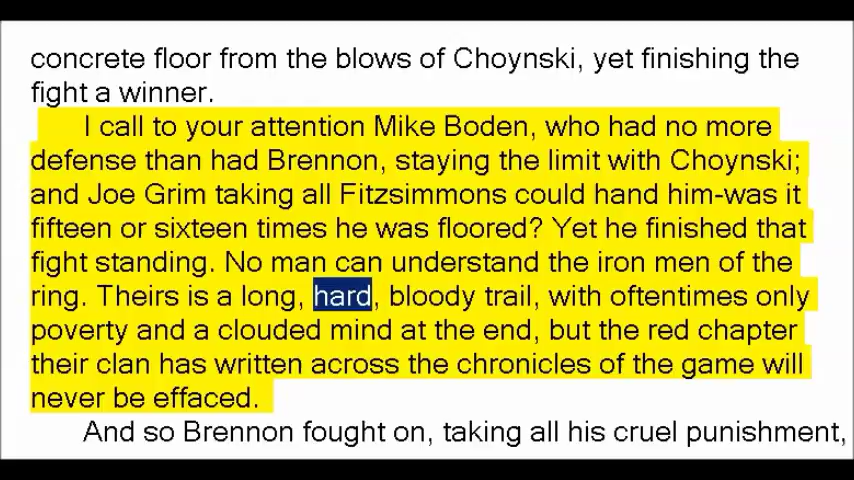 concrete floor from the blows of Choynski, yet finishing the
fight a winner.
I call to your attention Mike Boden, who had no more
defense than had Brennon, staying the limit with Choynski;
and Joe Grim taking all Fitzsimmons could hand him-was it
fifteen or sixteen times he was floored? Yet he finished that
fight standing. No man can understand the iron men of the
ring. Theirs is a long, hard, bloody trail, with oftentimes only
poverty and a clouded mind at the end, but the red chapter
their clan has written across the chronicles of the game will
never be effaced.
And so Brennon fought on, taking all his cruel punishment,